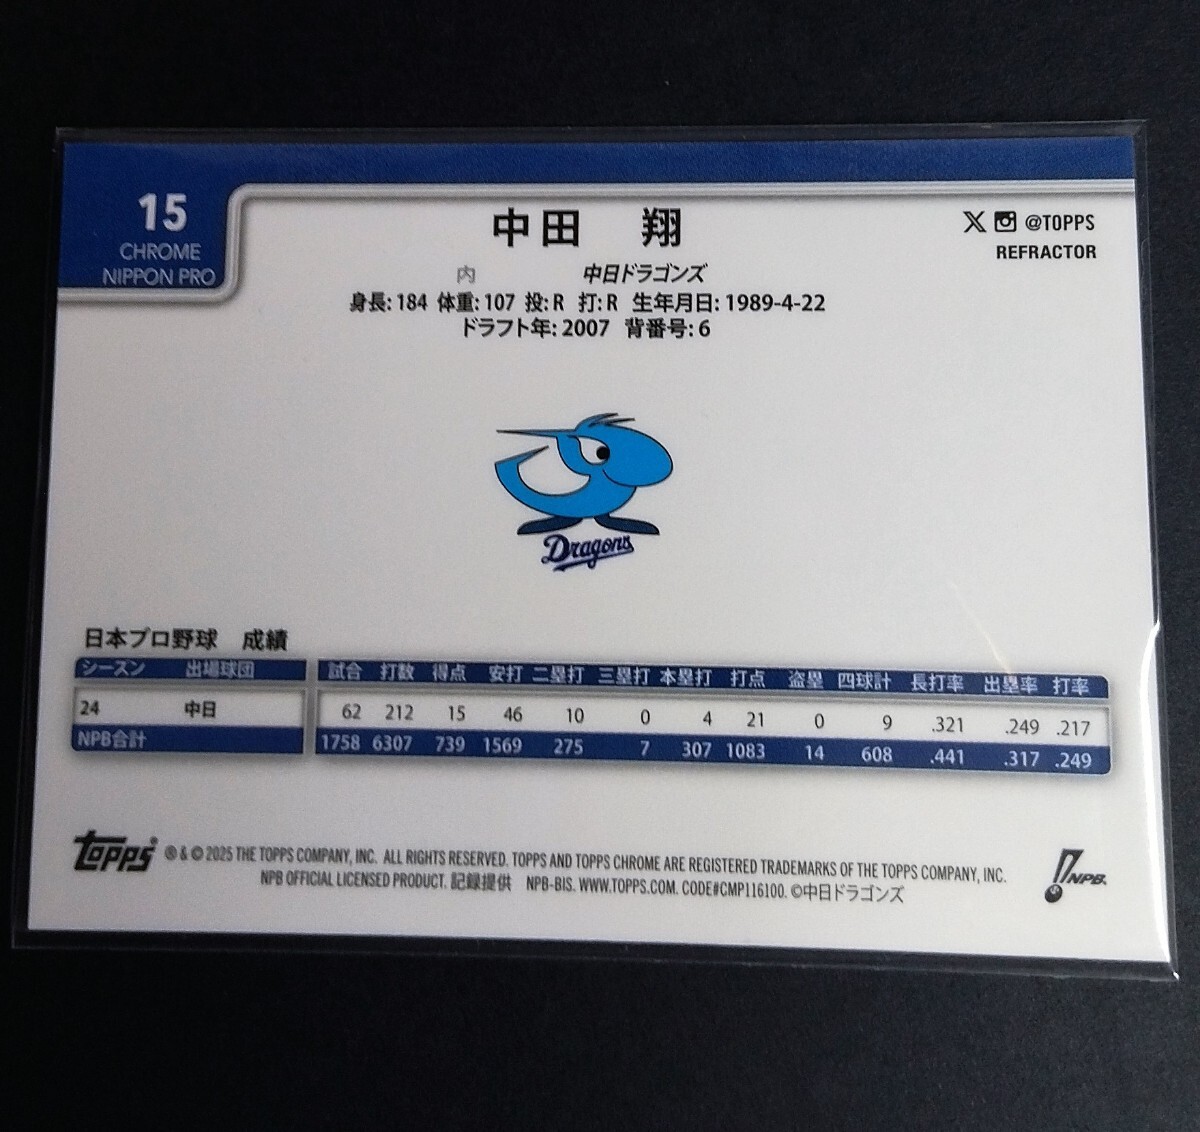 15
CHROME
NIPPON PRO
中田 翔
@TOPPS
REFRACTOR
内 中日ドラゴンズ
身長: 184 体重: 107 投: R 打: R 生年月日: 1989-4-22
ドラフト年: 2007 背番号: 6
Dragons
日本プロ野球 成績
シーズン 出場球団 試合 打数 得点 安打 二塁打 三塁打 本塁打 打点 盗塁 四球計 長打率 出塁率 打率
24 中日 62 212 15 46 10 0 4 21 0 9 .321 .249 .217
NPB合計 1758 6307 739 1569 275 7 307 1083 14 608 .441 .317 .249
topps® ® & © 2025 THE TOPPS COMPANY, INC. ALL RIGHTS RESERVED. TOPPS AND TOPPS CHROME ARE REGISTERED TRADEMARKS OF THE TOPPS COMPANY, INC.
NPB OFFICIAL LICENSED PRODUCT. 記録提供 NPB-BIS. WWW.TOPPS.COM. CODE#CMP116100. ©中日ドラゴンズ
NPB